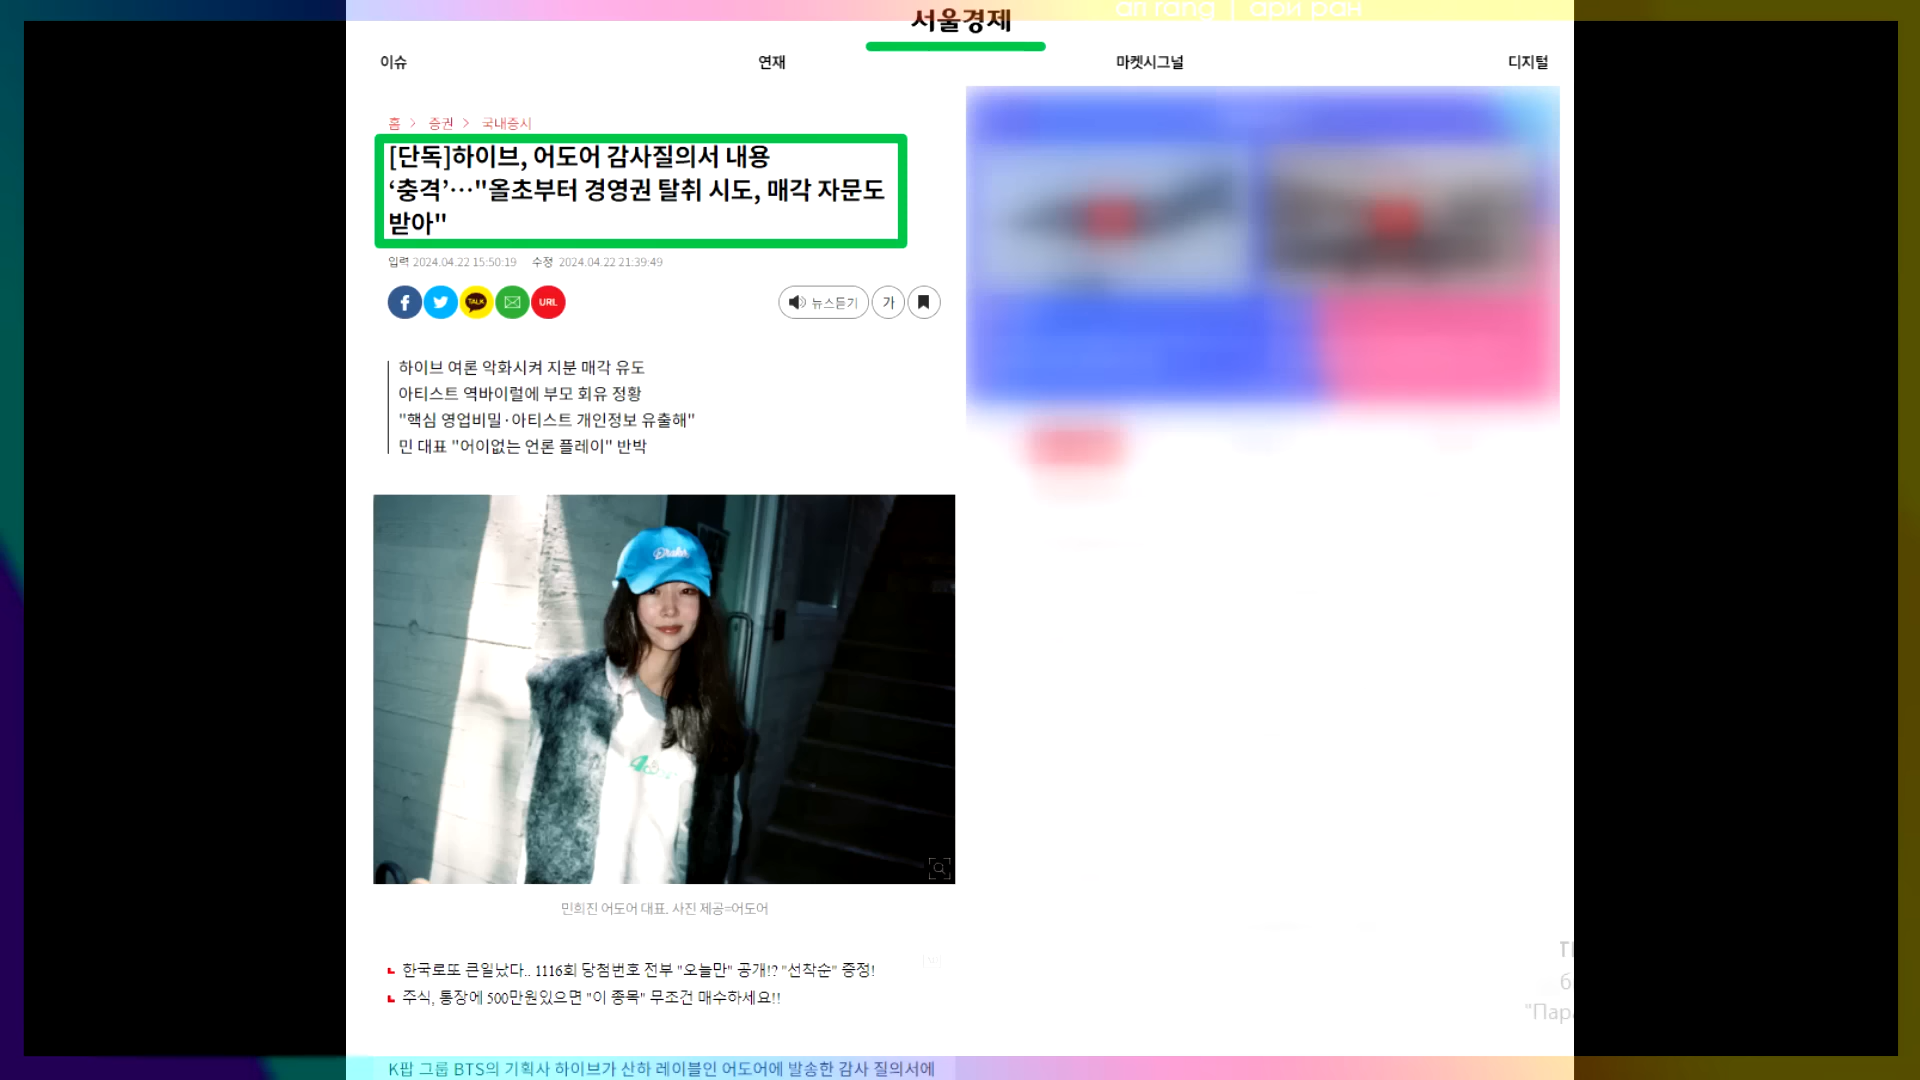 ari rang | ари ран
서울경제
이슈 연재 마켓시그널 디지털
홈 > 증권 > 국내증시
[단독]하이브, 어도어 감사질의서 내용
‘충격’…"올초부터 경영권 탈취 시도, 매각 자문도
받아"
입력 2024.04.22 15:50:19 수정 2024.04.22 21:39:49
TALK URL 뉴스듣기 가
하이브 여론 악화시켜 지분 매각 유도
아티스트 역바이럴에 부모 회유 정황
"핵심 영업비밀·아티스트 개인정보 유출해"
민 대표 "어이없는 언론 플레이" 반박
민희진 어도어 대표. 사진 제공=어도어
한국로또 큰일났다.. 1116회 당첨번호 전부 "오늘만" 공개!? "선착순" 증정!
주식, 통장에 500만원있으면 "이 종목" 무조건 매수하세요!!
"Пара
K팝 그룹 BTS의 기획사 하이브가 산하 레이블인 어도어에 발송한 감사 질의서에